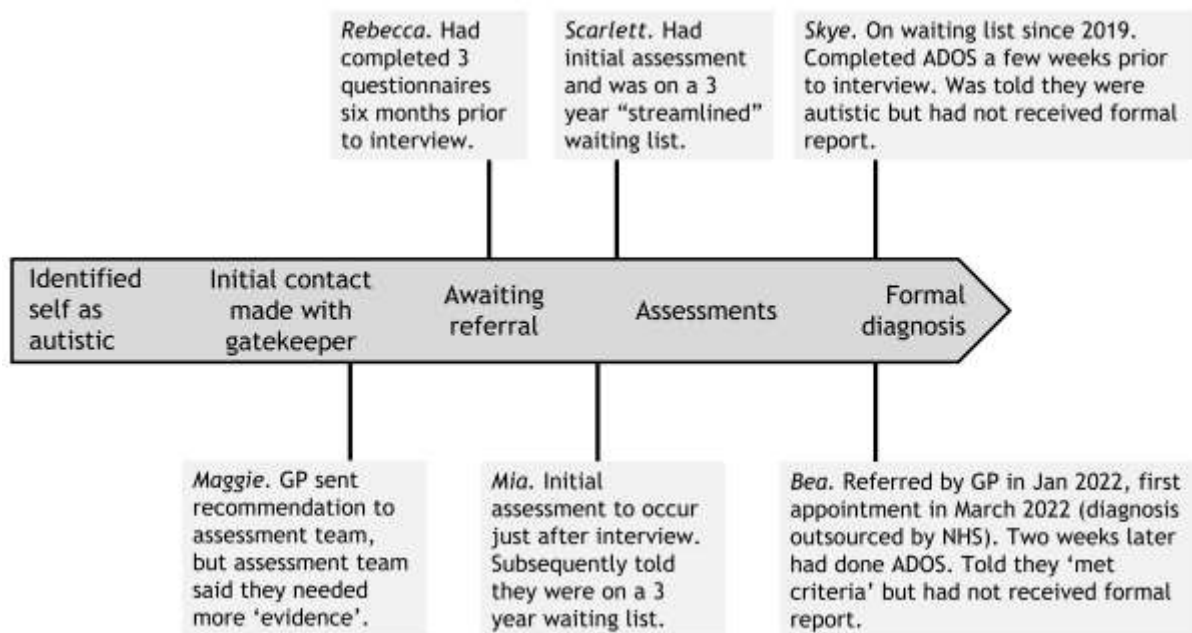 Rebecca. Had
completed 3
questionnaires
six months prior
to interview.
Scarlett. Had
initial assessment
and was on a 3
year “streamlined”
waiting list.
Skye. On waiting list since 2019.
Completed ADOS a few weeks prior
to interview. Was told they were
autistic but had not received formal
report.
Identified
self as
autistic
Initial contact
made with
gatekeeper
Awaiting
referral
Assessments
Formal
diagnosis
Maggie. GP sent
recommendation to
assessment team,
but assessment team
said they needed
more ‘evidence’.
Mia. Initial
assessment to occur
just after interview.
Subsequently told
they were on a 3
year waiting list.
Bea. Referred by GP in Jan 2022, first
appointment in March 2022 (diagnosis
outsourced by NHS). Two weeks later
had done ADOS. Told they ‘met
criteria’ but had not received formal
report.